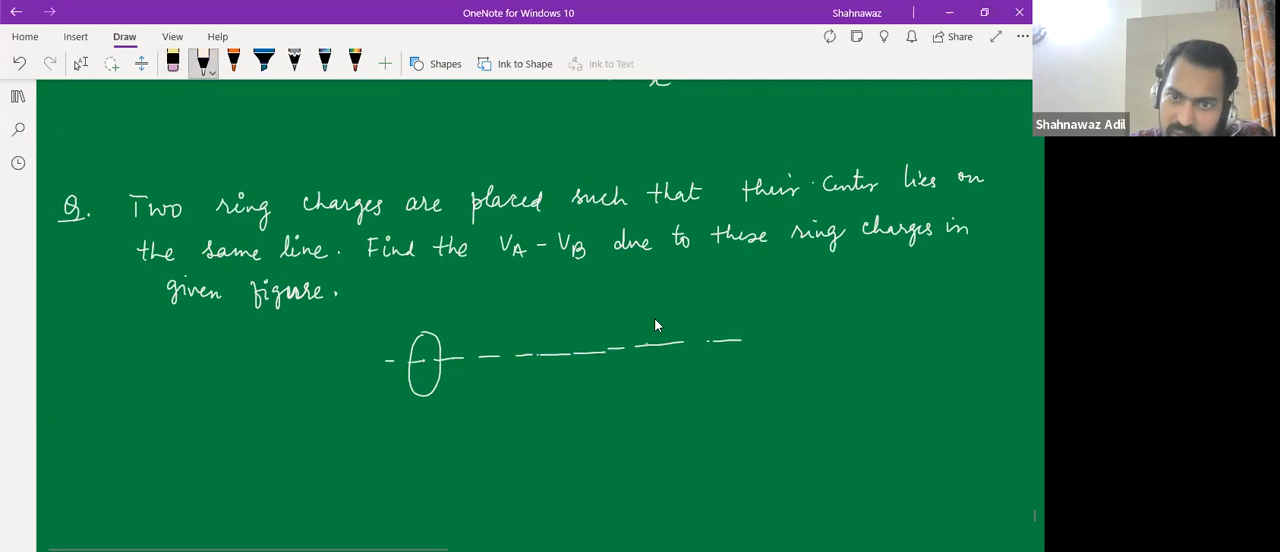 OneNote for Windows 10
Shahnawaz
Home Insert Draw View Help
Share
Shapes Ink to Shape Ink to Text
x
Shahnawaz Adil
Q. Two ring charges are placed such that their center lies on
the same line. Find the VA - VB due to these ring charges in
given figure.